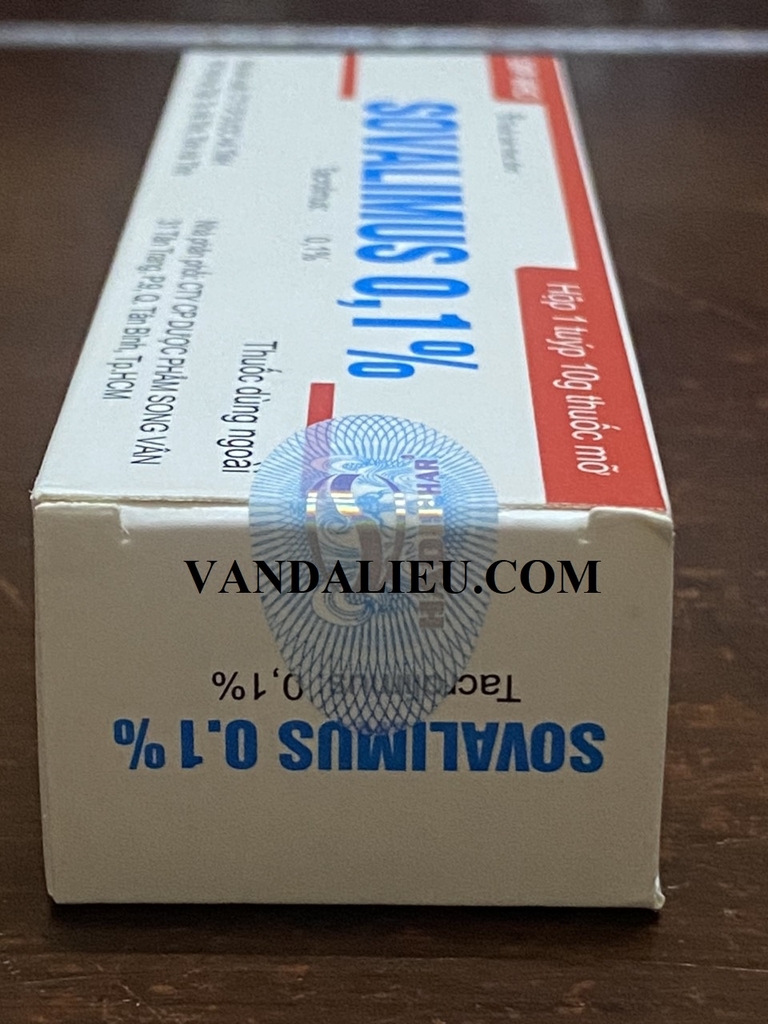 SOVALIMUS 0,1%
Tacrolimus 0,1%
Hộp 1 tuýp 10g thuốc mỡ
Thuốc dùng ngoài
Nhà phân phối: CTY CP DƯỢC PHẨM SONG VÂN
31 Tân Trang, P.9, Q. Tân Bình, Tp.HCM
VANDALIEU.COM
Tacrolimus 0,1%
SOVALIMUS 0.1%